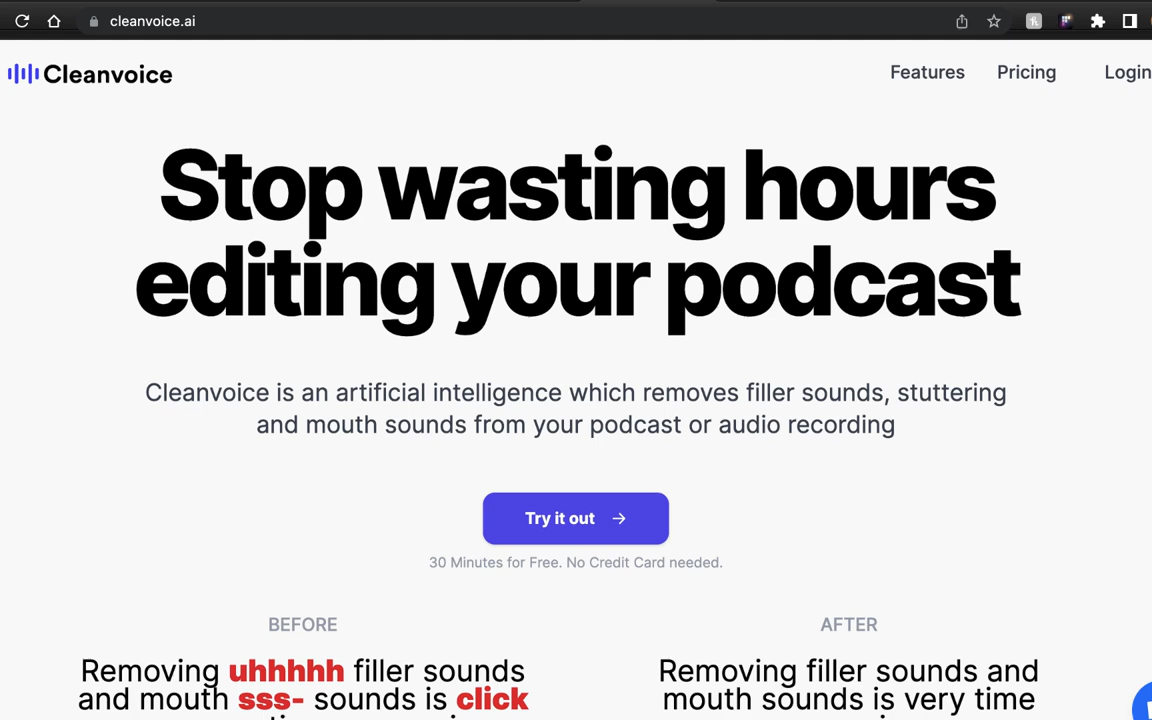 cleanvoice.ai
Cleanvoice
Features
Pricing
Login
Stop wasting hours
editing your podcast
Cleanvoice is an artificial intelligence which removes filler sounds, stuttering
and mouth sounds from your podcast or audio recording
Try it out →
30 Minutes for Free. No Credit Card needed.
BEFORE
Removing uhhhhh filler sounds
and mouth sss- sounds is click
AFTER
Removing filler sounds and
mouth sounds is very time